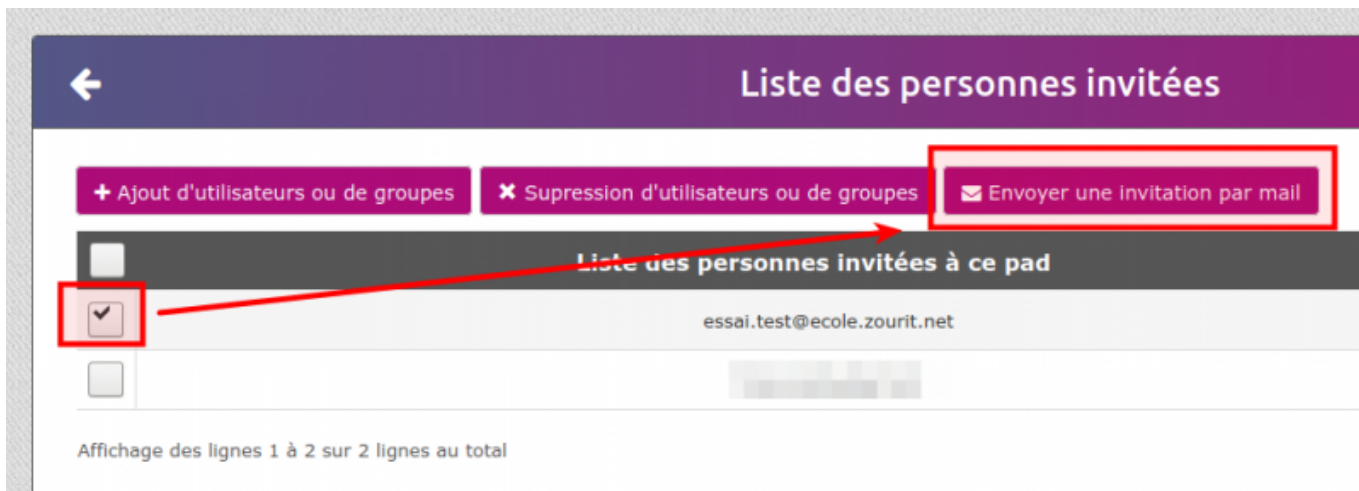 Liste des personnes invitées
Ajout d'utilisateurs ou de groupes Supression d'utilisateurs ou de groupes Envoyer une invitation par mail
Liste des personnes invitées à ce pad
essai.test@ecole.zourit.net
Affichage des lignes 1 à 2 sur 2 lignes au total